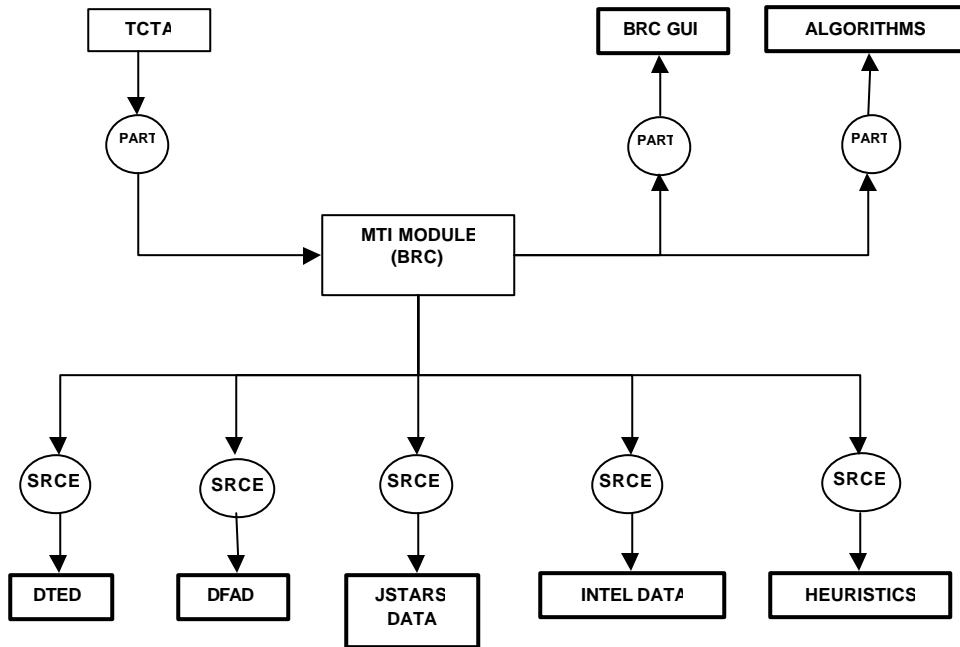 TCTA
BRC GUI
ALGORITHMS
PART
PART
PART
MTI MODULE
(BRC)
SRCE
SRCE
SRCE
SRCE
SRCE
DTED
DFAD
JSTARS
DATA
INTEL DATA
HEURISTICS